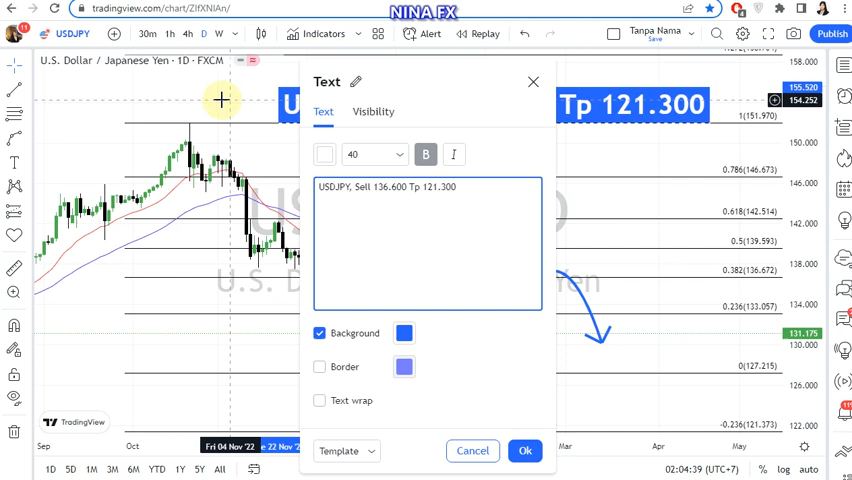 tradingview.com/chart/ZIfXNIAn/
NINA FX
11
USDJPY
30m 1h 4h D W
Indicators
Alert
Replay
Tanpa Nama
Save
Publish
4
U.S. Dollar / Japanese Yen · 1D · FXCM
U
Tp 121.300
Text
Text
Visibility
40
B
I
USDJPY, Sell 136.600 Tp 121.300
Background
Border
Text wrap
Template
Cancel
Ok
1(151.970)
0.786(146.673)
0.618(142.514)
0.5(139.593)
0.382(136.672)
0.236(133.057)
0(127.215)
-0.236(121.373)
158.000
155.520
154.252
150.000
146.000
142.000
138.000
134.000
131.175
130.000
126.000
122.000
U.S. D
Yen
TradingView
Sep
Oct
Fri 04 Nov '22
e 22 Nov '22
Mar
Apr
May
1D 5D 1M 3M 6M YTD 1Y 5Y All
02:04:39 (UTC+7)
%
log
auto